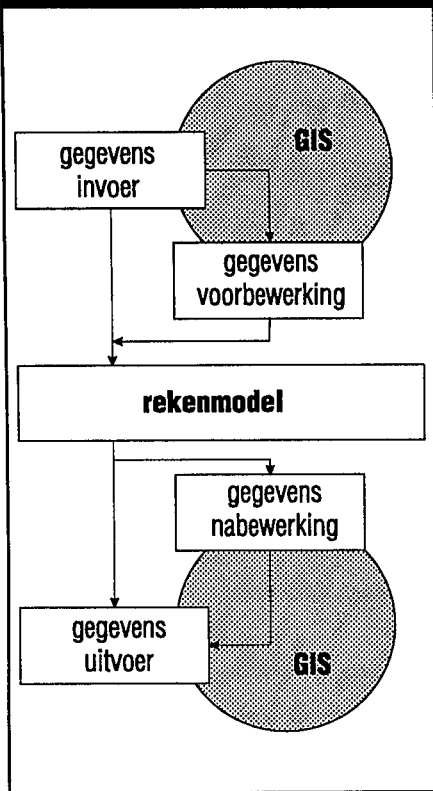 GIS
gegevens
invoer
gegevens
voorbewerking
rekenmodel
gegevens
nabewerking
gegevens
uitvoer
GIS